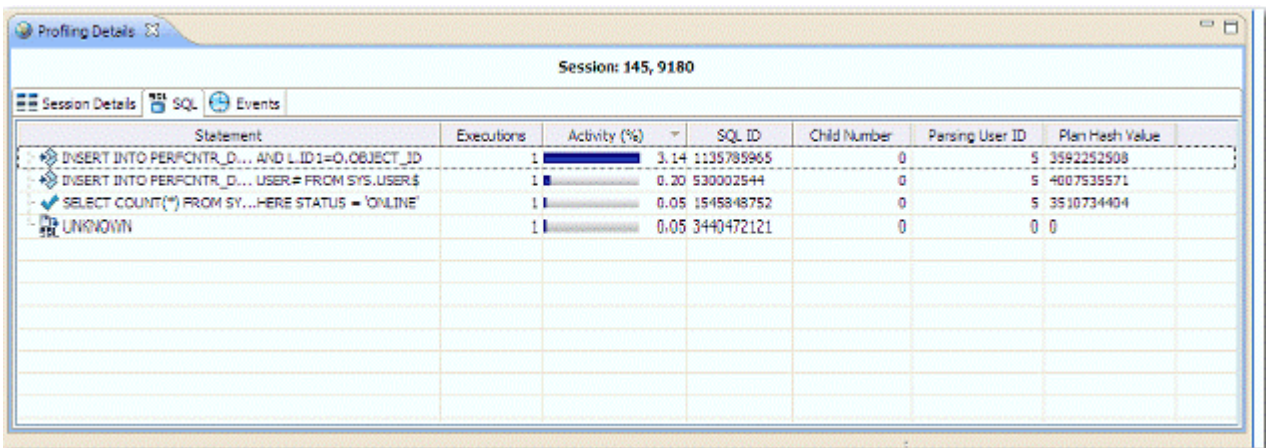 Profiling Details
Session: 145, 9180
Session Details SQL Events
Statement Executions Activity (%) SQL ID Child Number Parsing User ID Plan Hash Value
INSERT INTO PERFCNTR_D... AND L.ID1=O.OBJECT_ID 1 3.14 1135785965 0 5 3592252508
INSERT INTO PERFCNTR_D... USER# FROM SYS.USER$ 1 0.20 530002544 0 5 4007535571
SELECT COUNT(*) FROM SY...HERE STATUS = 'ONLINE' 1 0.05 1545848752 0 5 3510734404
UNKNOWN 1 0.05 3440472121 0 0 0